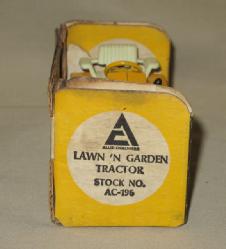 ALLIS-CHALMERS
LAWN 'N GARDEN
TRACTOR
STOCK NO.
AC-196